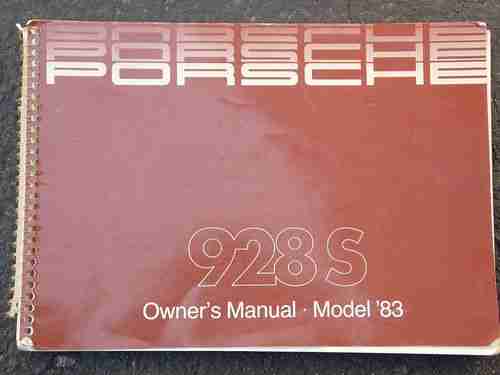 PORSCHE
PORSCHE
PORSCHE
928 S
Owner's Manual · Model '83